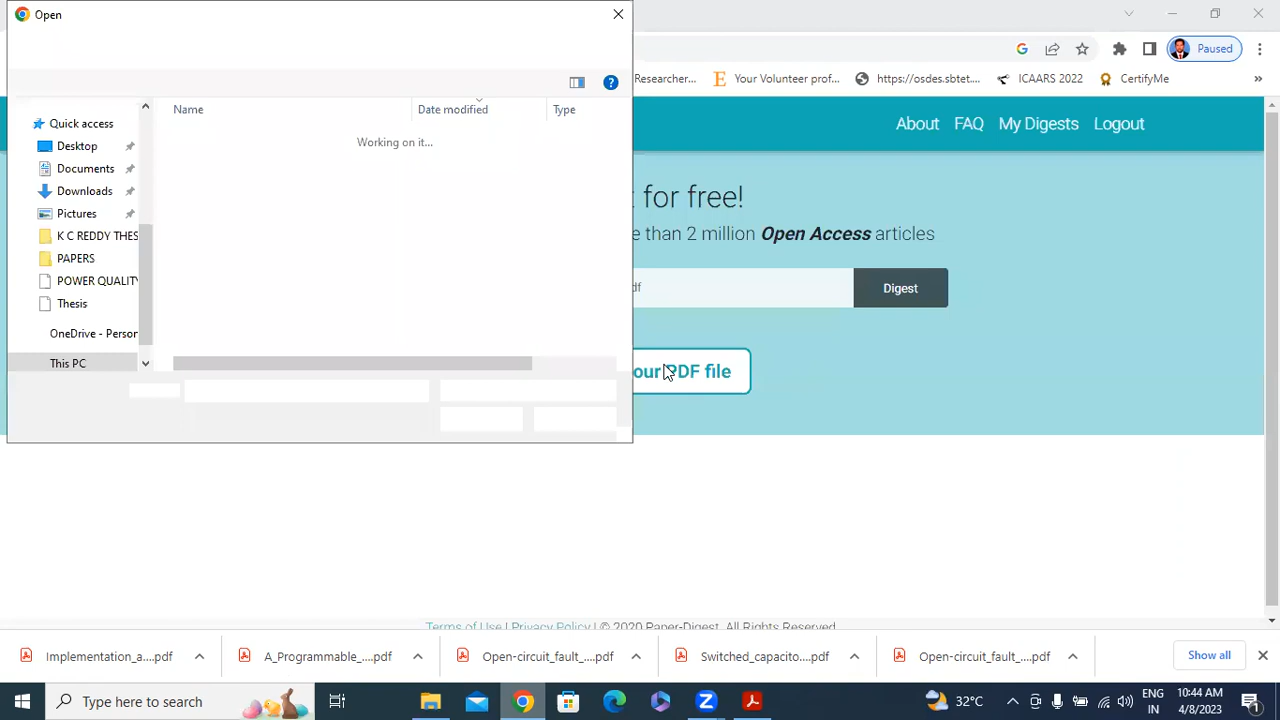 Open
Paused
Researcher...
Your Volunteer prof...
https://osdes.sbtet....
ICAARS 2022
CertifyMe
»
Name
Date modified
Type
Working on it...
Quick access
Desktop
Documents
Downloads
Pictures
K C REDDY THES
PAPERS
POWER QUALITY
Thesis
OneDrive - Person
This PC
About
FAQ
My Digests
Logout
t for free!
e than 2 million Open Access articles
df
Digest
our PDF file
Terms of Use | Privacy Policy | © 2020 Paper-Digest. All Rights Reserved.
Implementation_a....pdf
A_Programmable_....pdf
Open-circuit_fault_....pdf
Switched_capacito....pdf
Open-circuit_fault_....pdf
Show all
Type here to search
32°C
ENG
IN
10:44 AM
4/8/2023
1